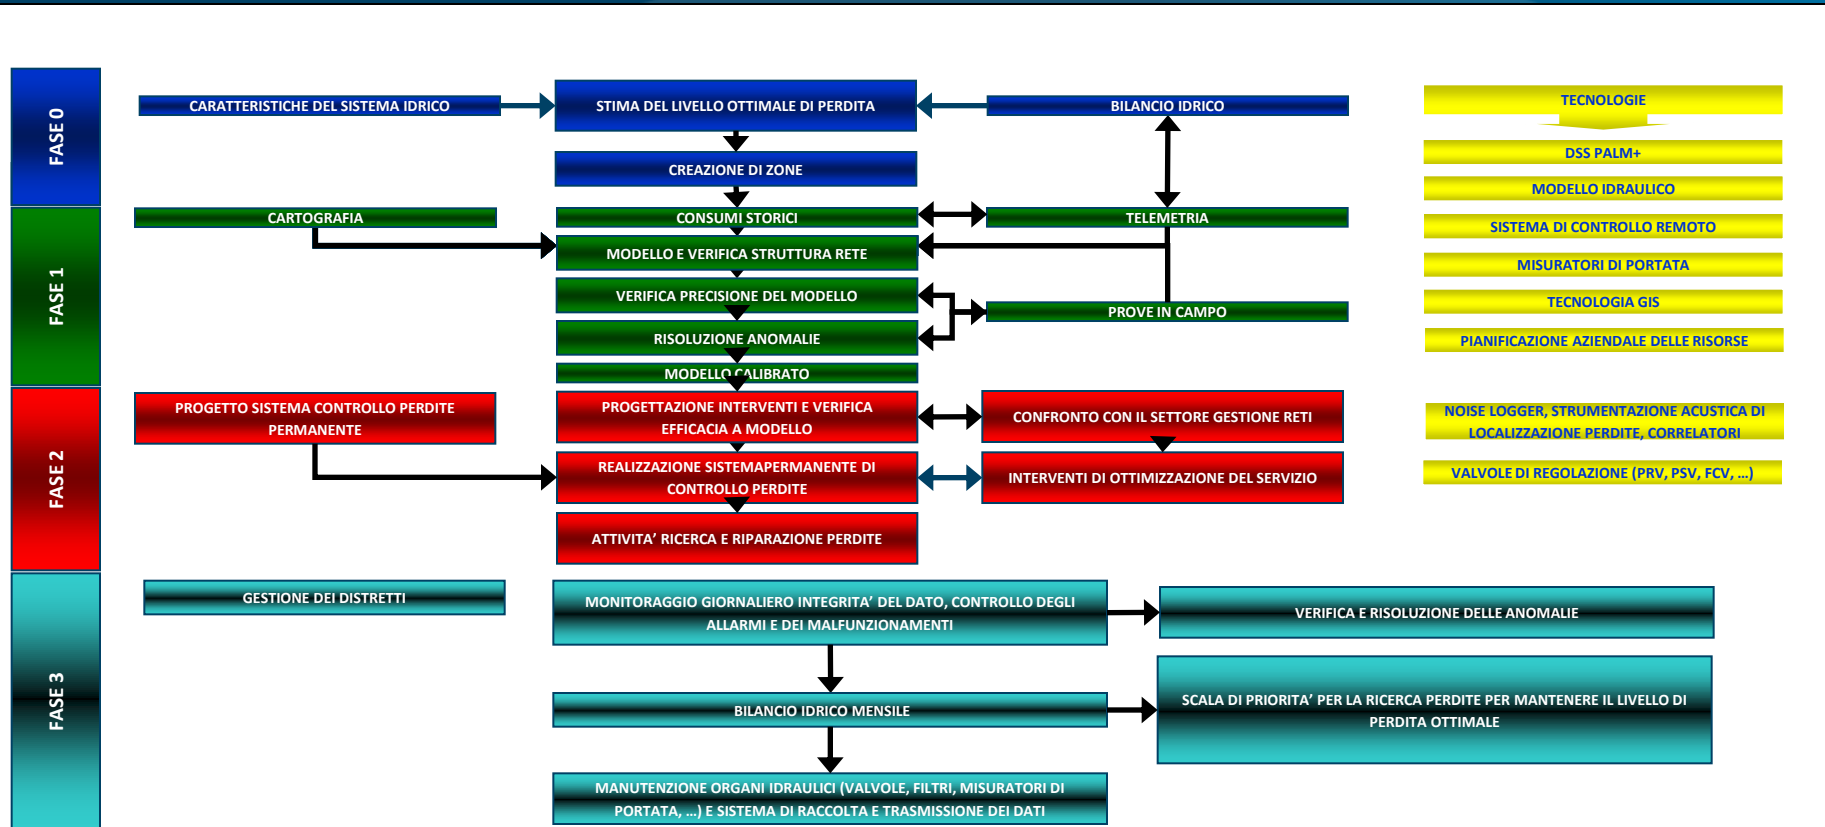 FASE 0
CARATTERISTICHE DEL SISTEMA IDRICO
STIMA DEL LIVELLO OTTIMALE DI PERDITA
BILANCIO IDRICO
CREAZIONE DI ZONE
FASE 1
CARTOGRAFIA
CONSUMI STORICI
TELEMETRIA
MODELLO E VERIFICA STRUTTURA RETE
VERIFICA PRECISIONE DEL MODELLO
PROVE IN CAMPO
RISOLUZIONE ANOMALIE
MODELLO CALIBRATO
FASE 2
PROGETTO SISTEMA CONTROLLO PERDITE
PERMANENTE
PROGETTAZIONE INTERVENTI E VERIFICA
EFFICACIA A MODELLO
CONFRONTO CON IL SETTORE GESTIONE RETI
REALIZZAZIONE SISTEMAPERMANENTE DI
CONTROLLO PERDITE
INTERVENTI DI OTTIMIZZAZIONE DEL SERVIZIO
ATTIVITA’ RICERCA E RIPARAZIONE PERDITE
FASE 3
GESTIONE DEI DISTRETTI
MONITORAGGIO GIORNALIERO INTEGRITA’ DEL DATO, CONTROLLO DEGLI
ALLARMI E DEI MALFUNZIONAMENTI
VERIFICA E RISOLUZIONE DELLE ANOMALIE
BILANCIO IDRICO MENSILE
SCALA DI PRIORITA’ PER LA RICERCA PERDITE PER MANTENERE IL LIVELLO DI
PERDITA OTTIMALE
MANUTENZIONE ORGANI IDRAULICI (VALVOLE, FILTRI, MISURATORI DI
PORTATA, …) E SISTEMA DI RACCOLTA E TRASMISSIONE DEI DATI
TECNOLOGIE
DSS PALM+
MODELLO IDRAULICO
SISTEMA DI CONTROLLO REMOTO
MISURATORI DI PORTATA
TECNOLOGIA GIS
PIANIFICAZIONE AZIENDALE DELLE RISORSE
NOISE LOGGER, STRUMENTAZIONE ACUSTICA DI
LOCALIZZAZIONE PERDITE, CORRELATORI
VALVOLE DI REGOLAZIONE (PRV, PSV, FCV, …)